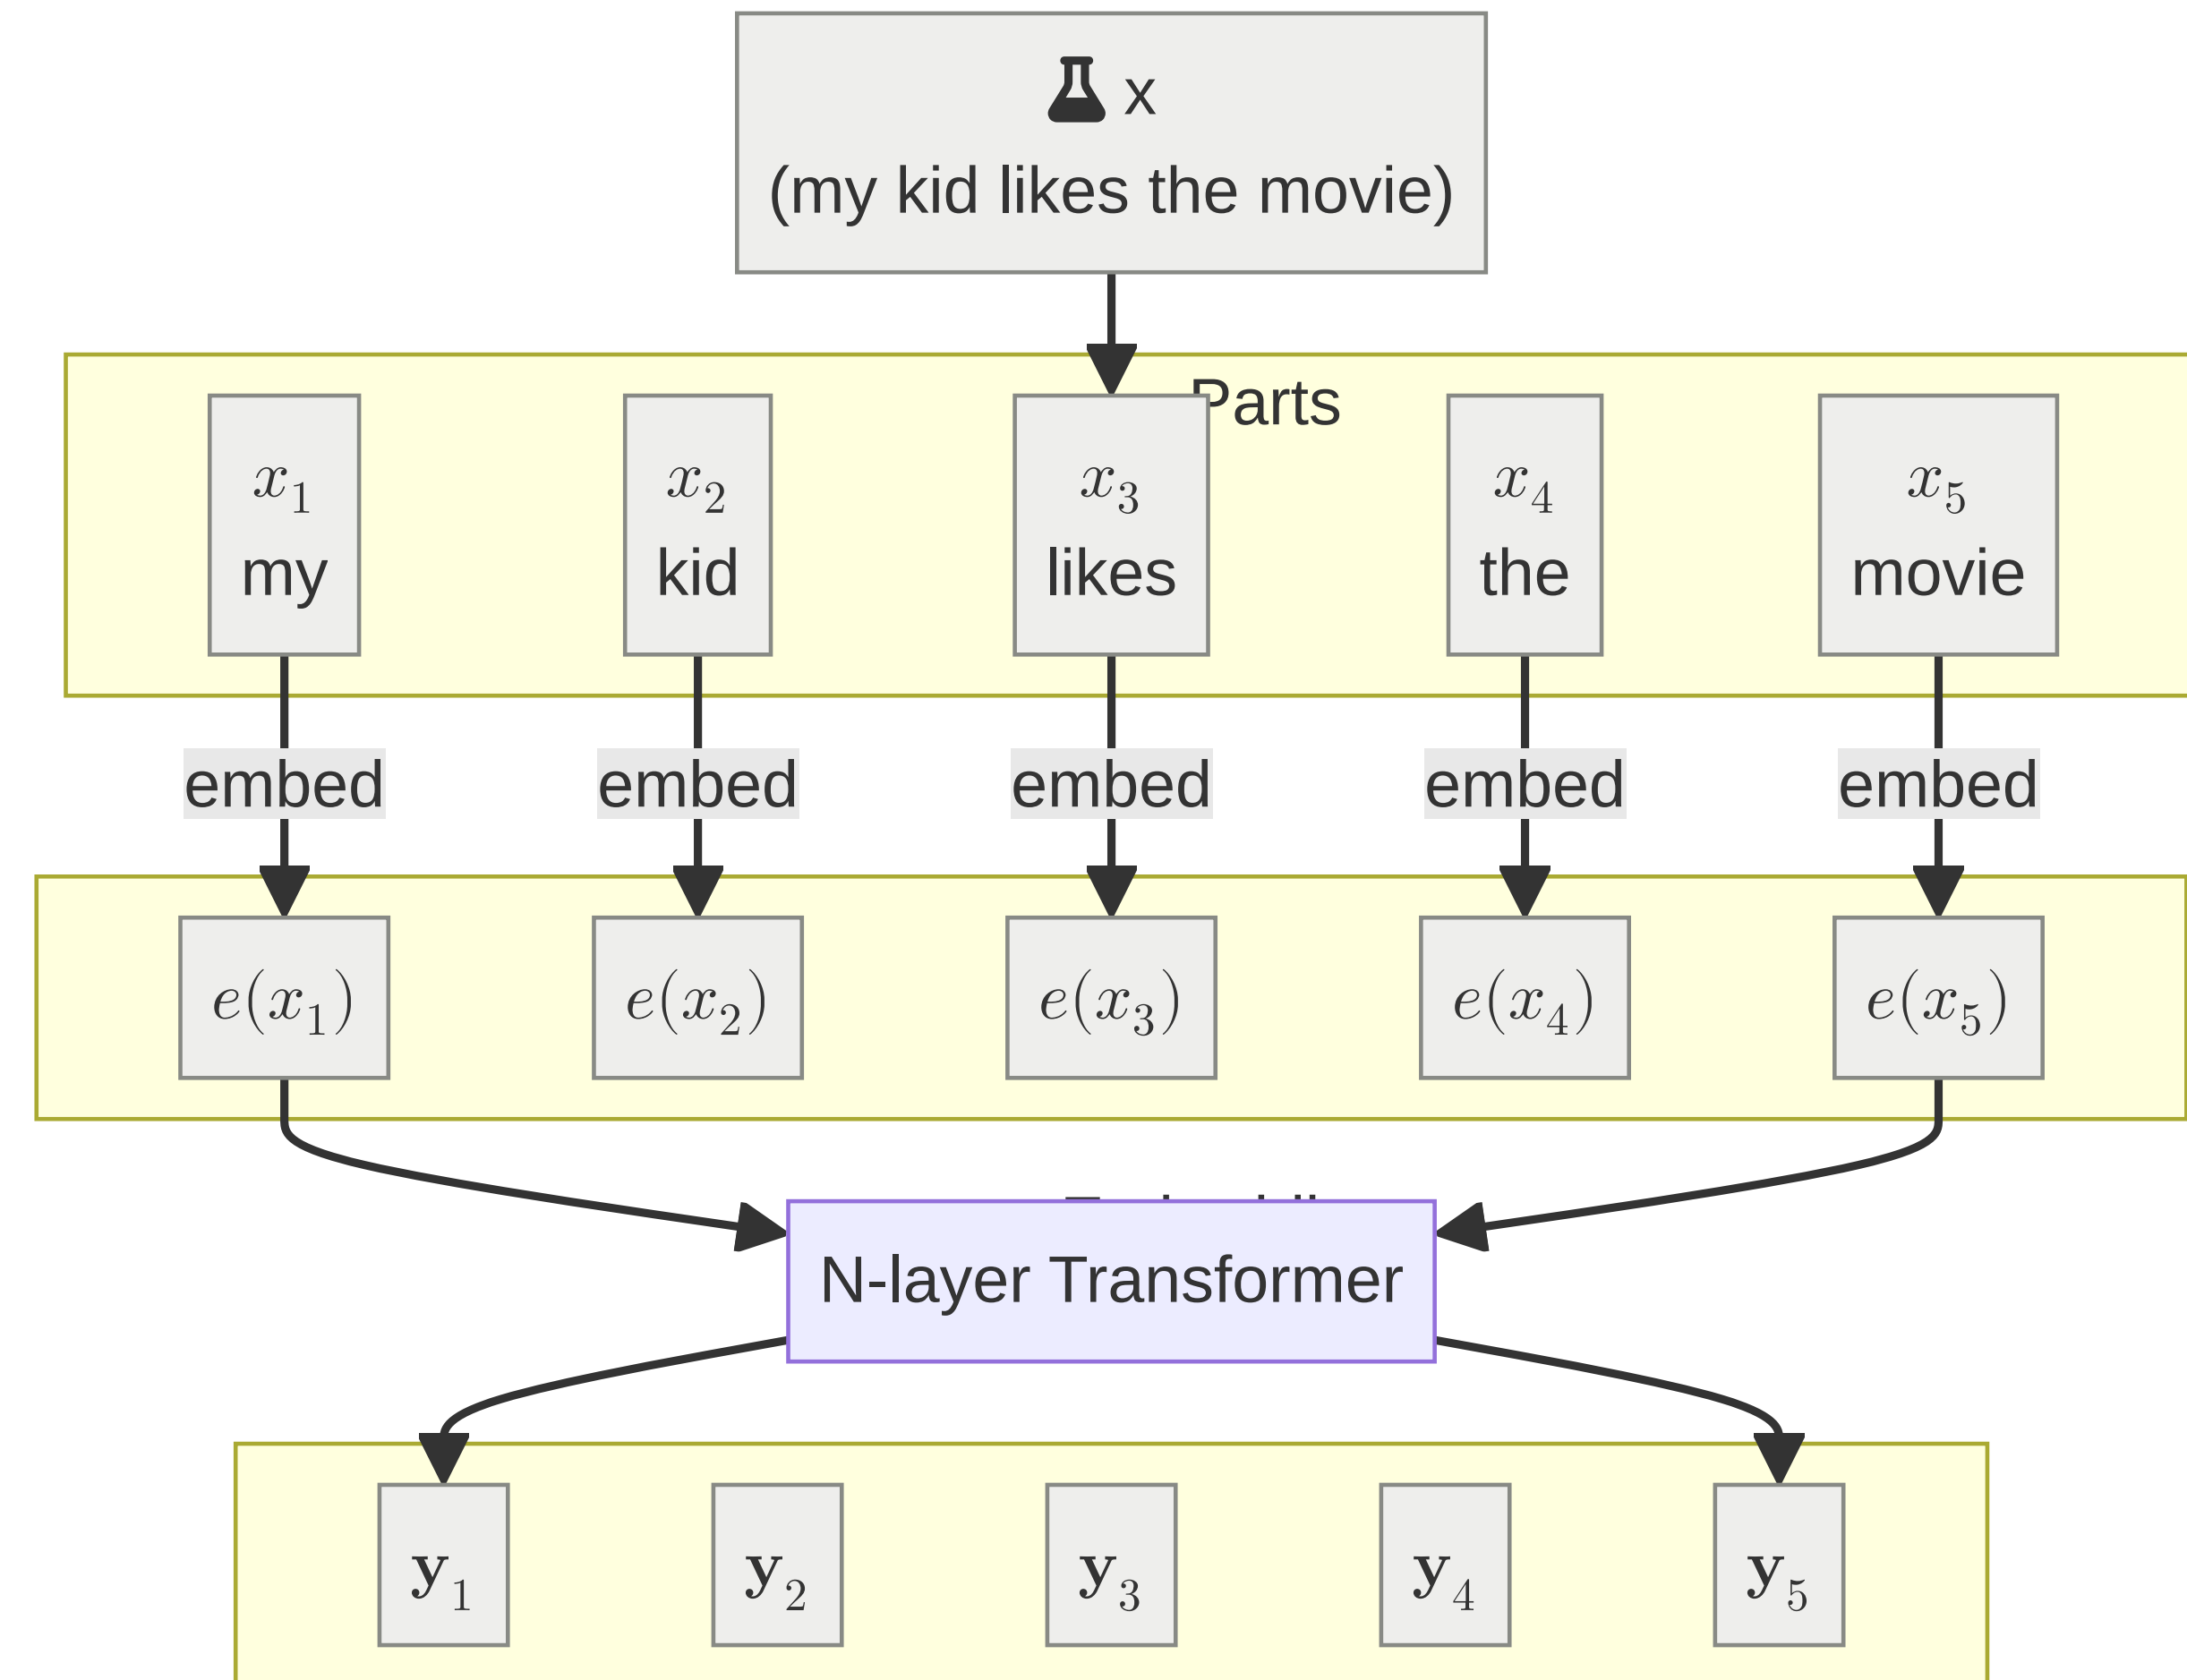 x
(my kid likes the movie)
Parts
x₁ x₂ x₃ x₄ x₅
my kid likes the movie
embed embed embed embed embed
e(x₁) e(x₂) e(x₃) e(x₄) e(x₅)
N-layer Transformer
y₁ y₂ y₃ y₄ y₅